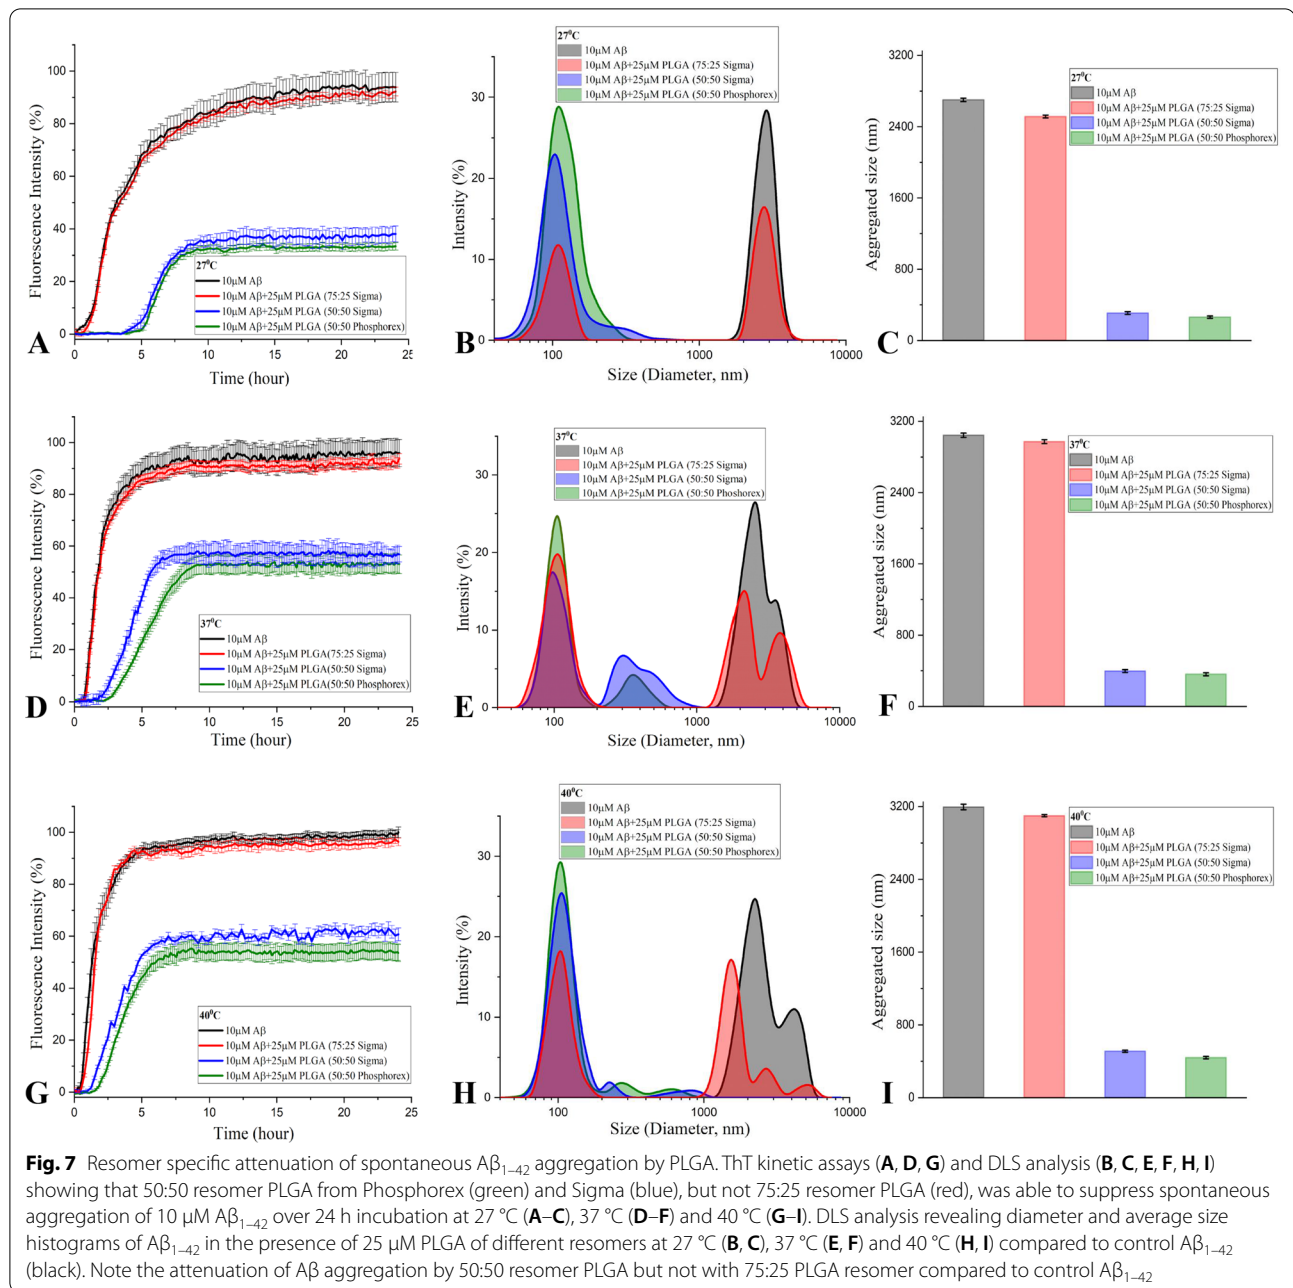 100
80
60
40
20
0
Fluorescence Intensity (%)
27⁰C
10μM Aβ
10μM Aβ+25μM PLGA (75:25 Sigma)
10μM Aβ+25μM PLGA (50:50 Sigma)
10μM Aβ+25μM PLGA (50:50 Phosphorex)
0 5 10 15 20 25
Time (hour)
A
27⁰C
10μM Aβ
10μM Aβ+25μM PLGA (75:25 Sigma)
10μM Aβ+25μM PLGA (50:50 Sigma)
10μM Aβ+25μM PLGA (50:50 Phosphorex)
30
20
10
0
Intensity (%)
100 1000 10000
Size (Diameter, nm)
B
3200
2400
1600
800
0
Aggregated size (nm)
27⁰C
10μM Aβ
10μM Aβ+25μM PLGA (75:25 Sigma)
10μM Aβ+25μM PLGA (50:50 Sigma)
10μM Aβ+25μM PLGA (50:50 Phosphorex)
C
100
80
60
40
20
0
Fluorescence Intensity (%)
37⁰C
10μM Aβ
10μM Aβ+25μM PLGA(75:25 Sigma)
10μM Aβ+25μM PLGA(50:50 Sigma)
10μM Aβ+25μM PLGA(50:50 Phosphorex)
0 5 10 15 20 25
Time (hour)
D
37⁰C
10μM Aβ
10μM Aβ+25μM PLGA (75:25 Sigma)
10μM Aβ+25μM PLGA (50:50 Sigma)
10μM Aβ+25μM PLGA (50:50 Phoshorex)
30
20
10
0
Intensity (%)
100 1000 10000
Size (Diameter, nm)
E
3200
2400
1600
800
0
Aggregated size (nm)
37⁰C
10μM Aβ
10μM Aβ+25μM PLGA (75:25 Sigma)
10μM Aβ+25μM PLGA (50:50 Sigma)
10μM Aβ+25μM PLGA (50:50 Phosphorex)
F
100
80
60
40
20
0
Fluorescence Intensity (%)
40⁰C
10μM Aβ
10μM Aβ+25μM PLGA (75:25 Sigma)
10μM Aβ+25μM PLGA (50:50 Sigma)
10μM Aβ+25μM PLGA (50:50 Phosphorex)
0 5 10 15 20 25
Time (hour)
G
40⁰C
10μM Aβ
10μM Aβ+25μM PLGA (75:25 Sigma)
10μM Aβ+25μM PLGA (50:50 Sigma)
10μM Aβ+25μM PLGA (50:50 Phosphorex)
30
20
10
0
Intensity (%)
100 1000 10000
Size (Diameter, nm)
H
3200
2400
1600
800
0
Aggregated size (nm)
40⁰C
10μM Aβ
10μM Aβ+25μM PLGA (75:25 Sigma)
10μM Aβ+25μM PLGA (50:50 Sigma)
10μM Aβ+25μM PLGA (50:50 Phosphorex)
I
Fig. 7 Resomer specific attenuation of spontaneous Aβ₁₋₄₂ aggregation by PLGA. ThT kinetic assays (A, D, G) and DLS analysis (B, C, E, F, H, I)
showing that 50:50 resomer PLGA from Phosphorex (green) and Sigma (blue), but not 75:25 resomer PLGA (red), was able to suppress spontaneous
aggregation of 10 μM Aβ₁₋₄₂ over 24 h incubation at 27 °C (A–C), 37 °C (D–F) and 40 °C (G–I). DLS analysis revealing diameter and average size
histograms of Aβ₁₋₄₂ in the presence of 25 μM PLGA of different resomers at 27 °C (B, C), 37 °C (E, F) and 40 °C (H, I) compared to control Aβ₁₋₄₂
(black). Note the attenuation of Aβ aggregation by 50:50 resomer PLGA but not with 75:25 PLGA resomer compared to control Aβ₁₋₄₂